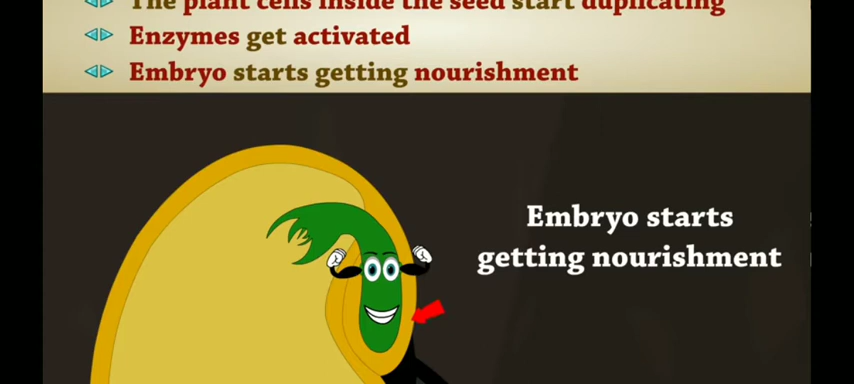 The plant cells inside the seed start duplicating
Enzymes get activated
Embryo starts getting nourishment
Embryo starts
getting nourishment